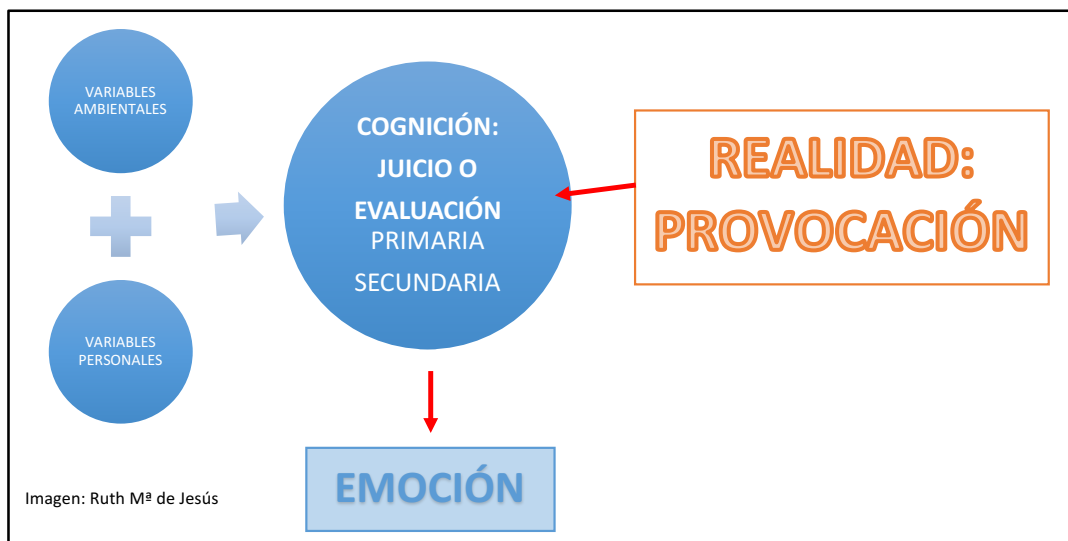 VARIABLES
AMBIENTALES
VARIABLES
PERSONALES
COGNICIÓN:
JUICIO O
EVALUACIÓN
PRIMARIA
SECUNDARIA
REALIDAD:
PROVOCACIÓN
EMOCIÓN
Imagen: Ruth Mª de Jesús